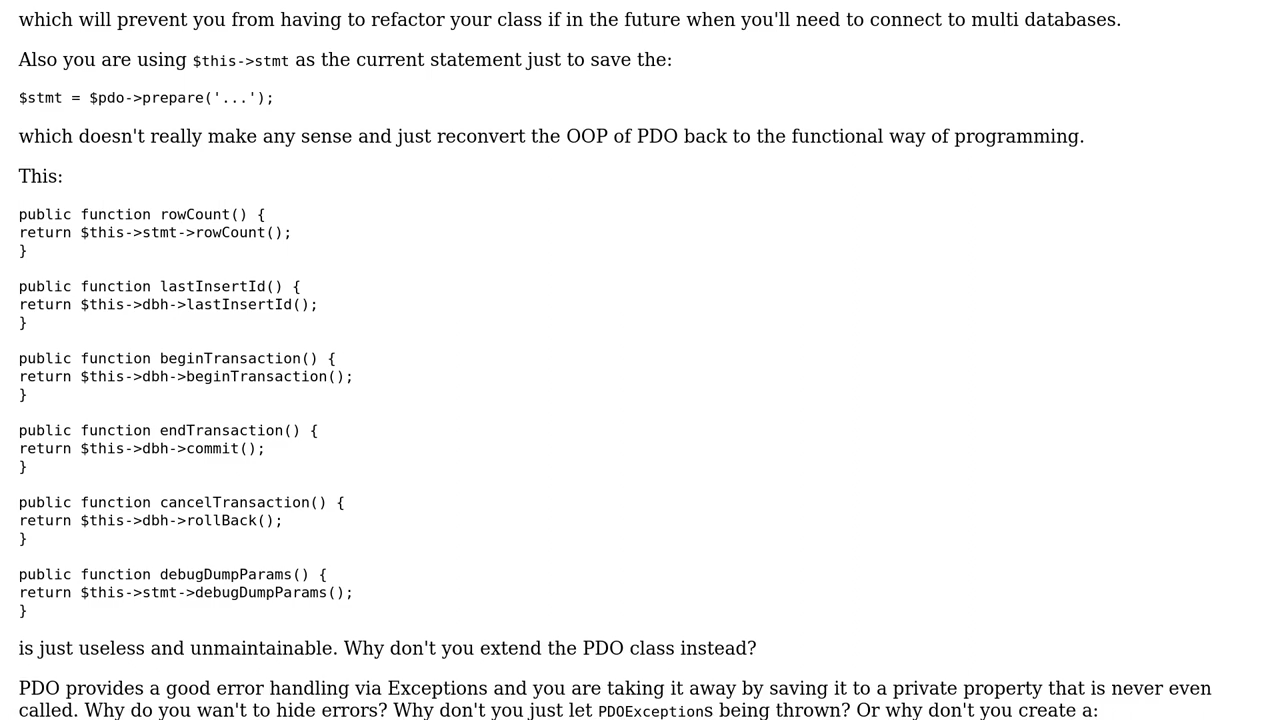 which will prevent you from having to refactor your class if in the future when you'll need to connect to multi databases.
Also you are using $this->stmt as the current statement just to save the:
$stmt = $pdo->prepare('...');
which doesn't really make any sense and just reconvert the OOP of PDO back to the functional way of programming.
This:
public function rowCount() {
return $this->stmt->rowCount();
}
public function lastInsertId() {
return $this->dbh->lastInsertId();
}
public function beginTransaction() {
return $this->dbh->beginTransaction();
}
public function endTransaction() {
return $this->dbh->commit();
}
public function cancelTransaction() {
return $this->dbh->rollBack();
}
public function debugDumpParams() {
return $this->stmt->debugDumpParams();
}
is just useless and unmaintainable. Why don't you extend the PDO class instead?
PDO provides a good error handling via Exceptions and you are taking it away by saving it to a private property that is never even
called. Why do you wan't to hide errors? Why don't you just let PDOExceptions being thrown? Or why don't you create a: